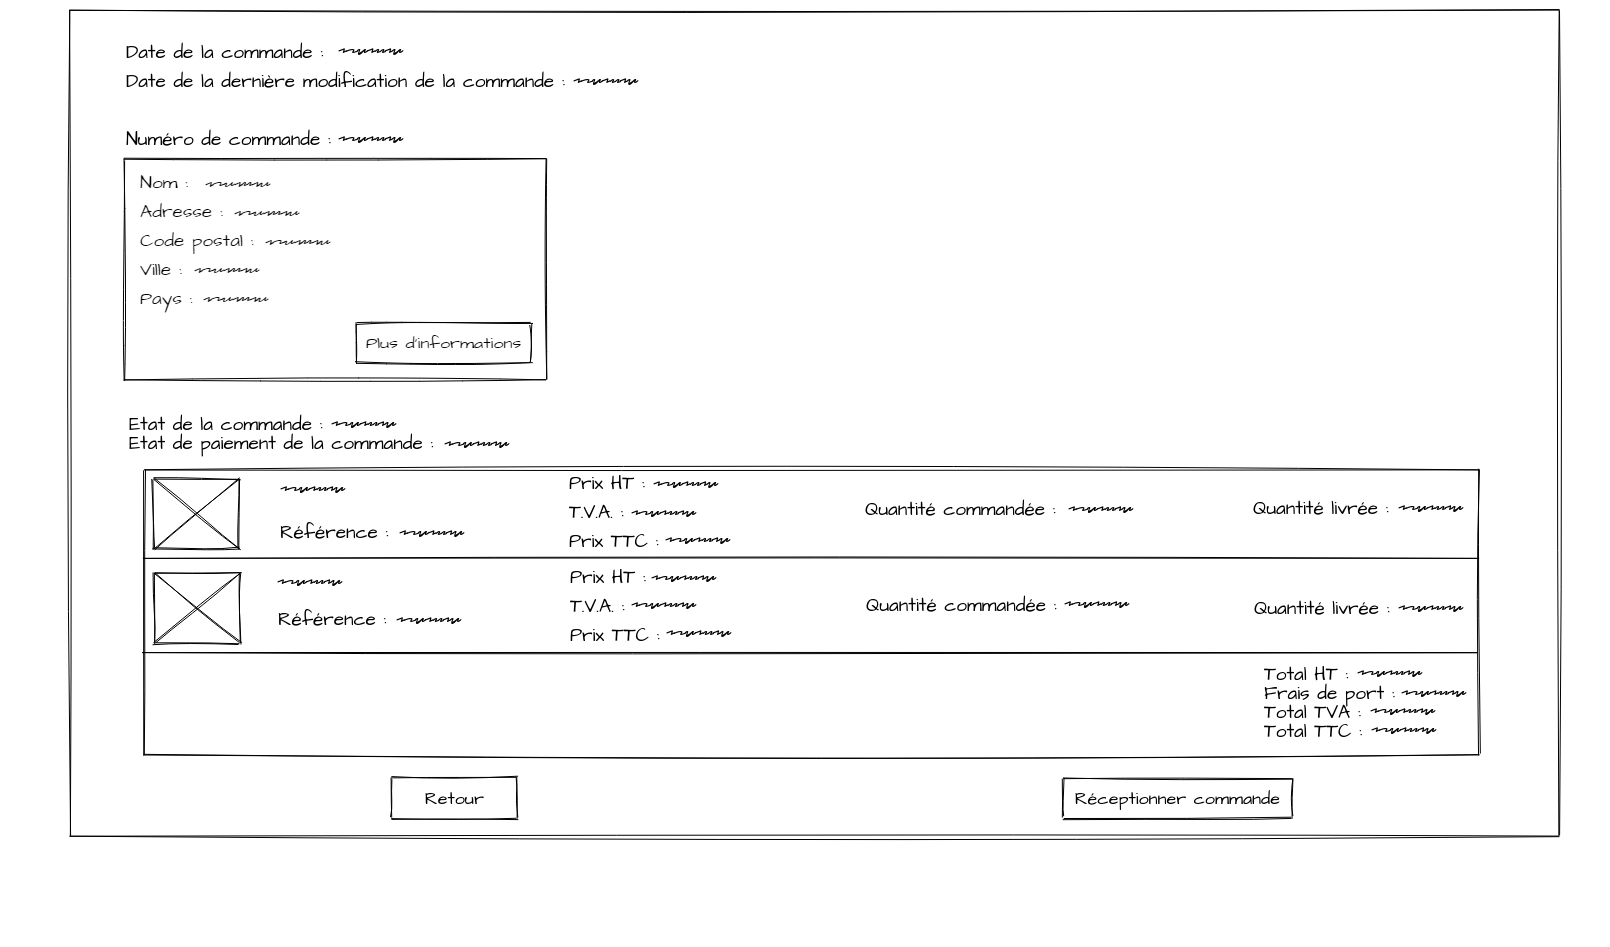 Date de la commande :
Date de la dernière modification de la commande :
Numéro de commande :
Nom :
Adresse :
Code postal :
Ville :
Pays :
Plus d'informations
Etat de la commande :
Etat de paiement de la commande :
Prix HT :
T.V.A. :
Prix TTC :
Référence :
Quantité commandée :
Quantité livrée :
Prix HT :
T.V.A. :
Prix TTC :
Référence :
Quantité commandée :
Quantité livrée :
Total HT :
Frais de port :
Total TVA :
Total TTC :
Retour
Réceptionner commande